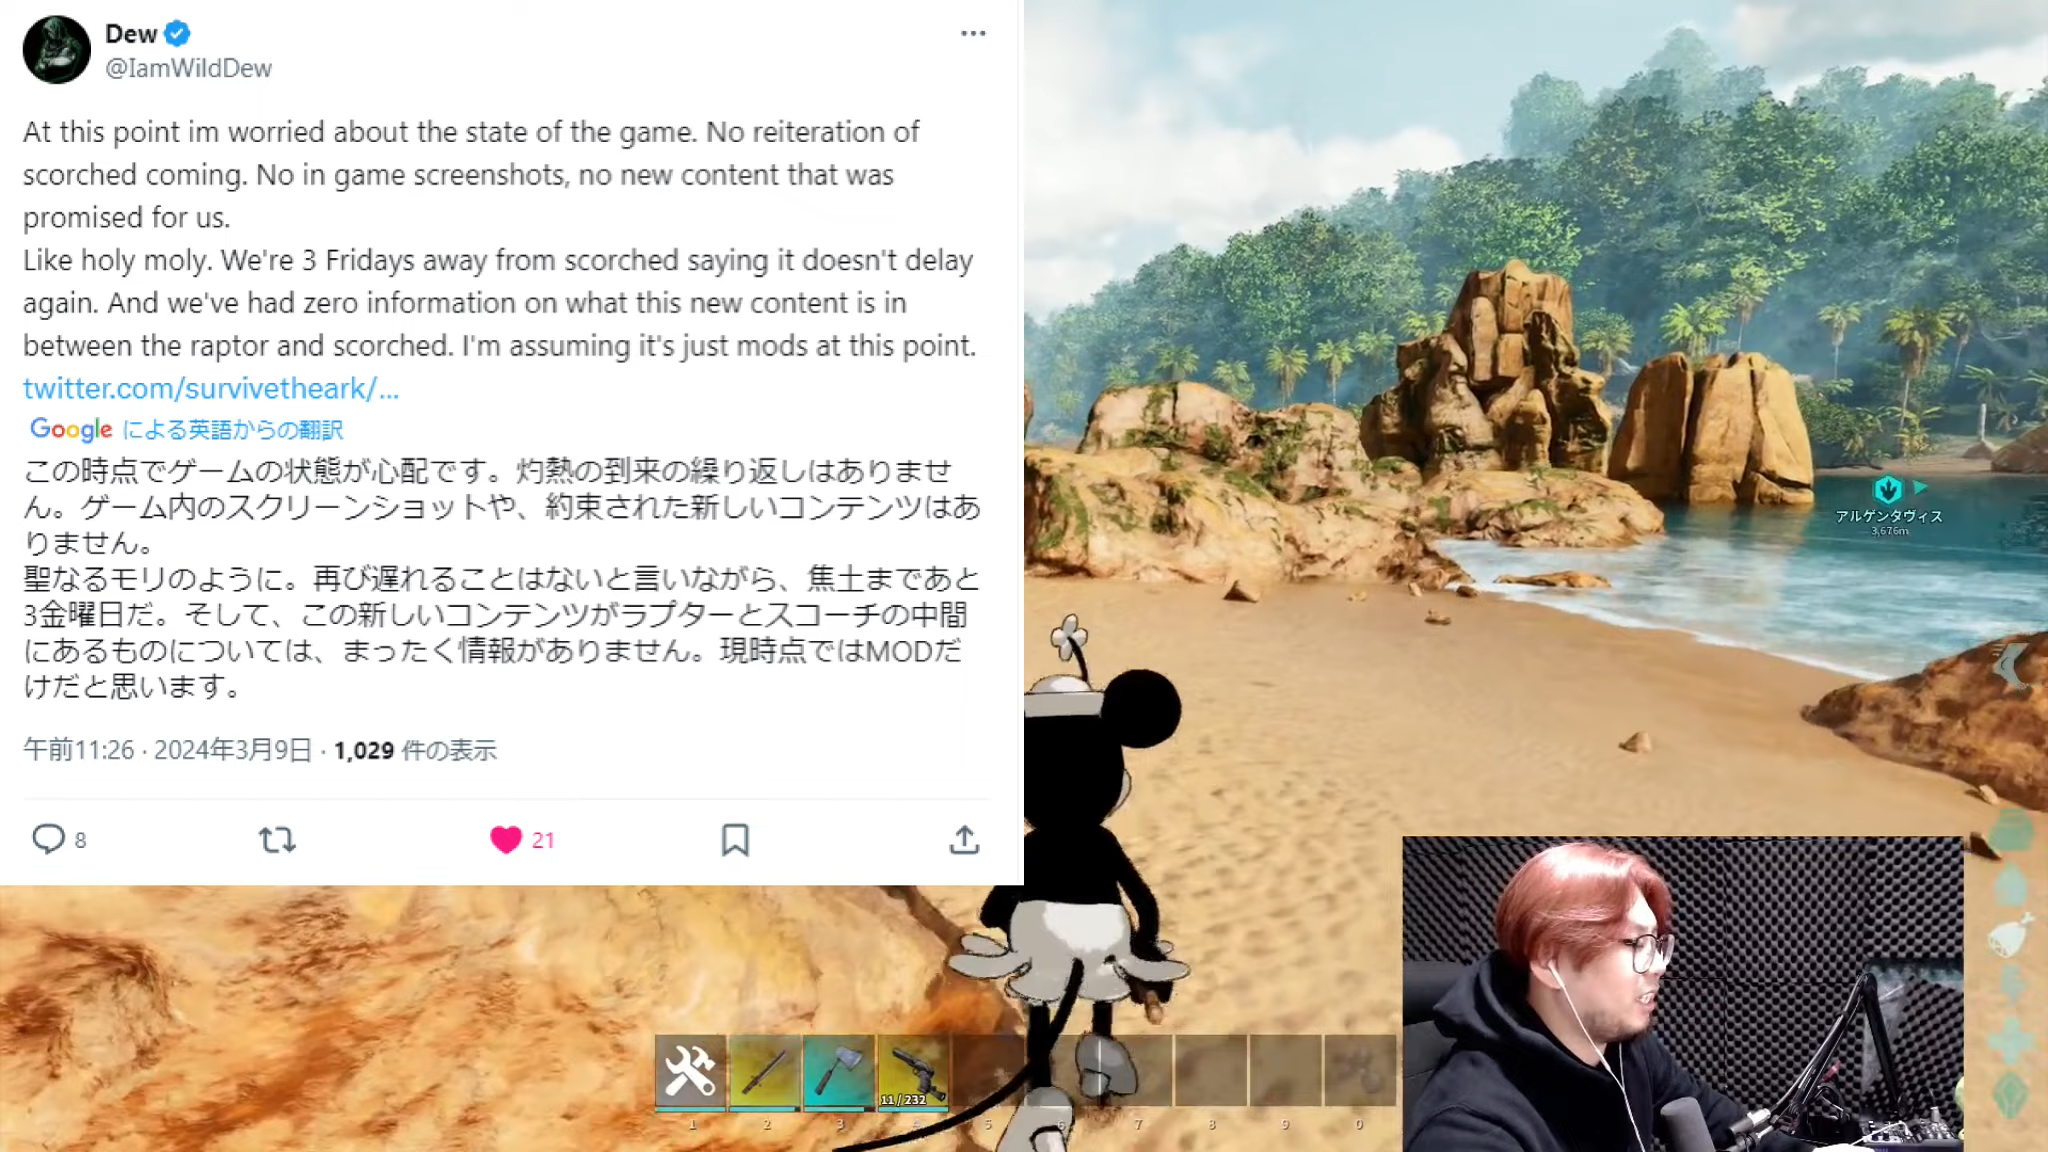 Dew
@IamWildDew
At this point im worried about the state of the game. No reiteration of
scorched coming. No in game screenshots, no new content that was
promised for us.
Like holy moly. We're 3 Fridays away from scorched saying it doesn't delay
again. And we've had zero information on what this new content is in
between the raptor and scorched. I'm assuming it's just mods at this point.
twitter.com/survivetheark/...
Google による英語からの翻訳
この時点でゲームの状態が心配です。灼熱の到来の繰り返しはありませ
ん。ゲーム内のスクリーンショットや、約束された新しいコンテンツはあ
りません。
聖なるモリのように。再び遅れることはないと言いながら、焦土まであと
3金曜日だ。そして、この新しいコンテンツがラプターとスコーチの中間
にあるものについては、まったく情報がありません。現時点ではMODだ
けだと思います。
午前11:26 · 2024年3月9日 · 1,029 件の表示
8 21
アルゲンタヴィス
3,676m
11/232
1 2 3 4 5 6 7 8 9 0